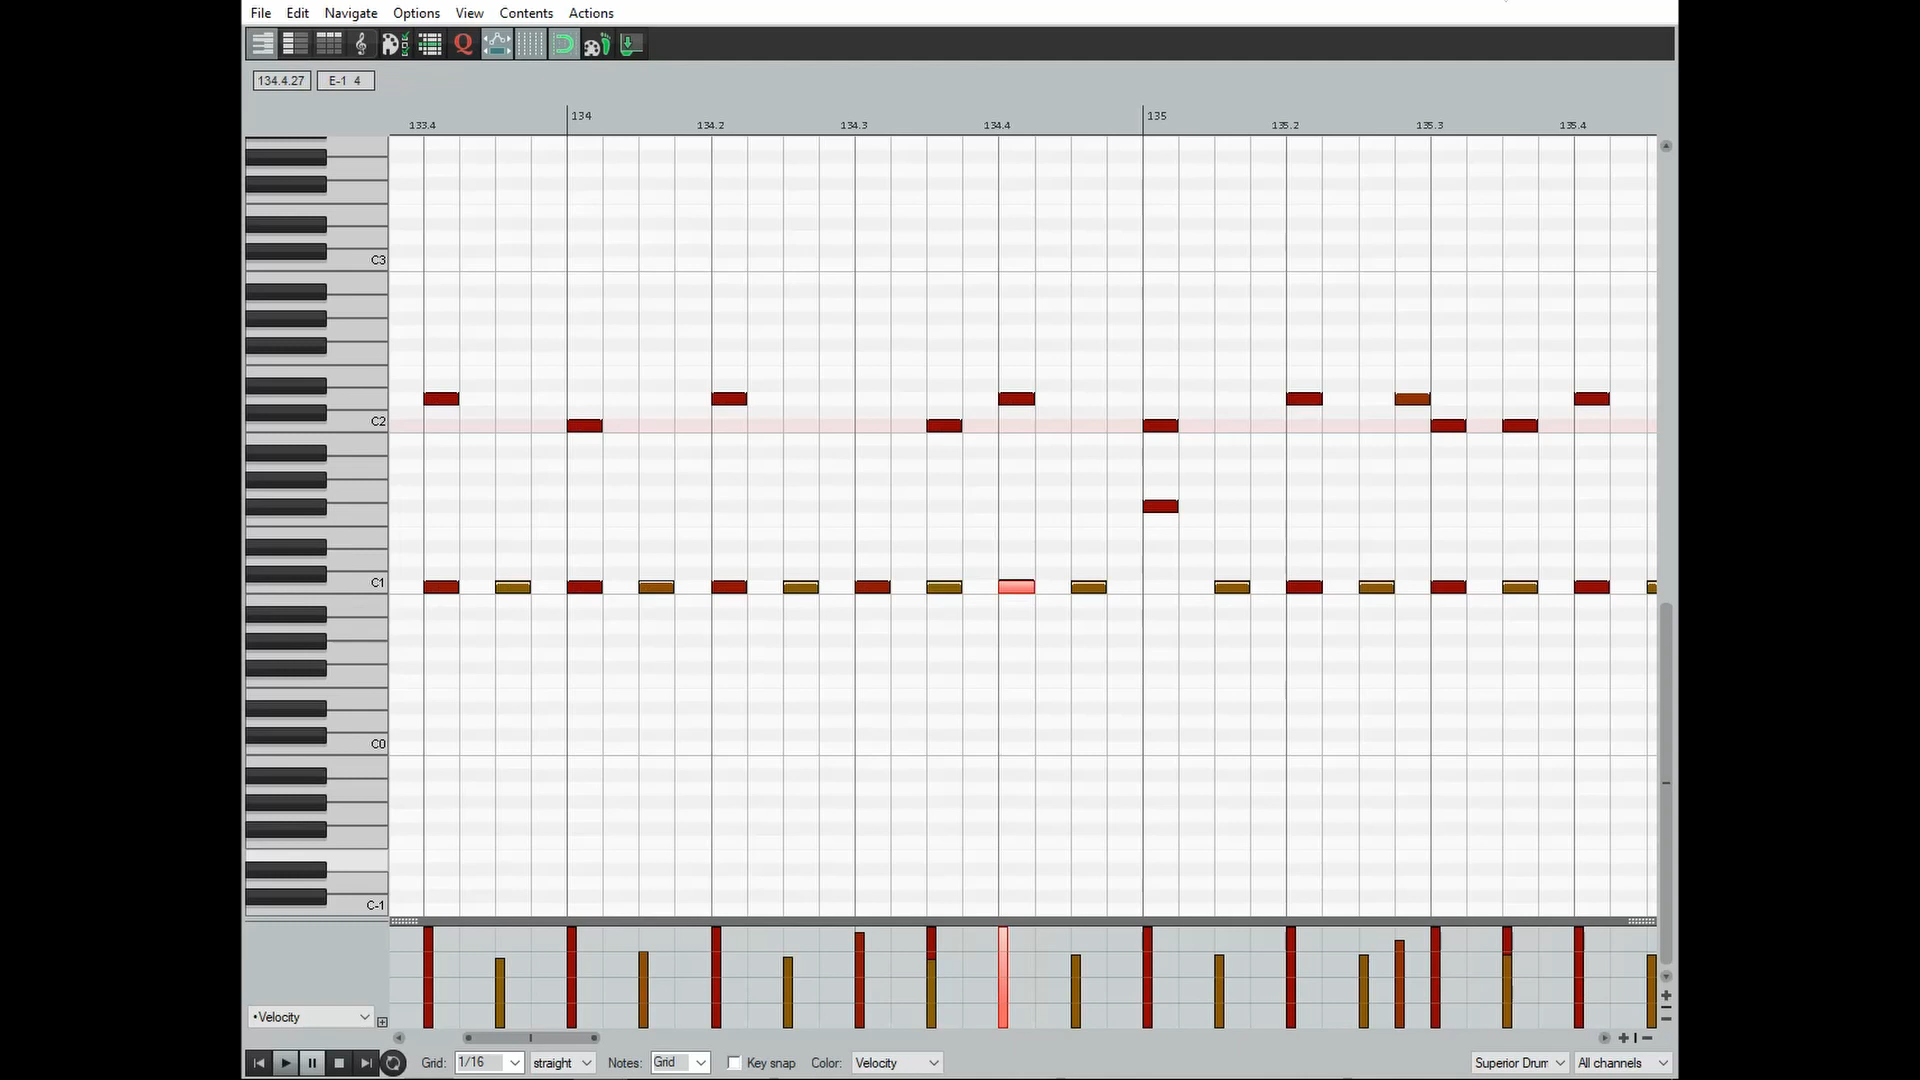 File Edit Navigate Options View Contents Actions
Q
134.4.27 E-1 4
134 135
133.4 134.2 134.3 134.4 135.2 135.3 135.4
C3
C2
C1
C0
C-1
•Velocity
Grid: 1/16 straight Notes: Grid Key snap Color: Velocity Superior Drum All channels